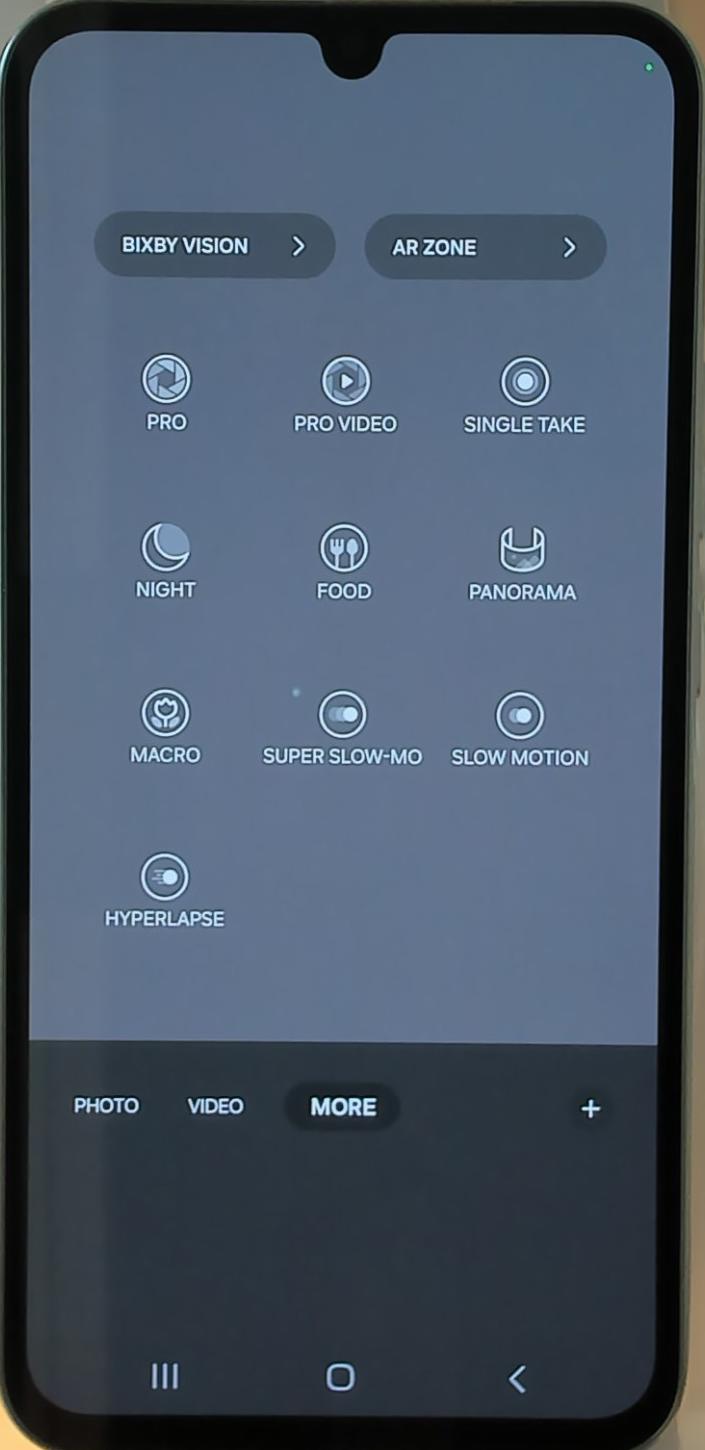 BIXBY VISION
AR ZONE
PRO
PRO VIDEO
SINGLE TAKE
NIGHT
FOOD
PANORAMA
MACRO
SUPER SLOW-MO
SLOW MOTION
HYPERLAPSE
PHOTO
VIDEO
MORE